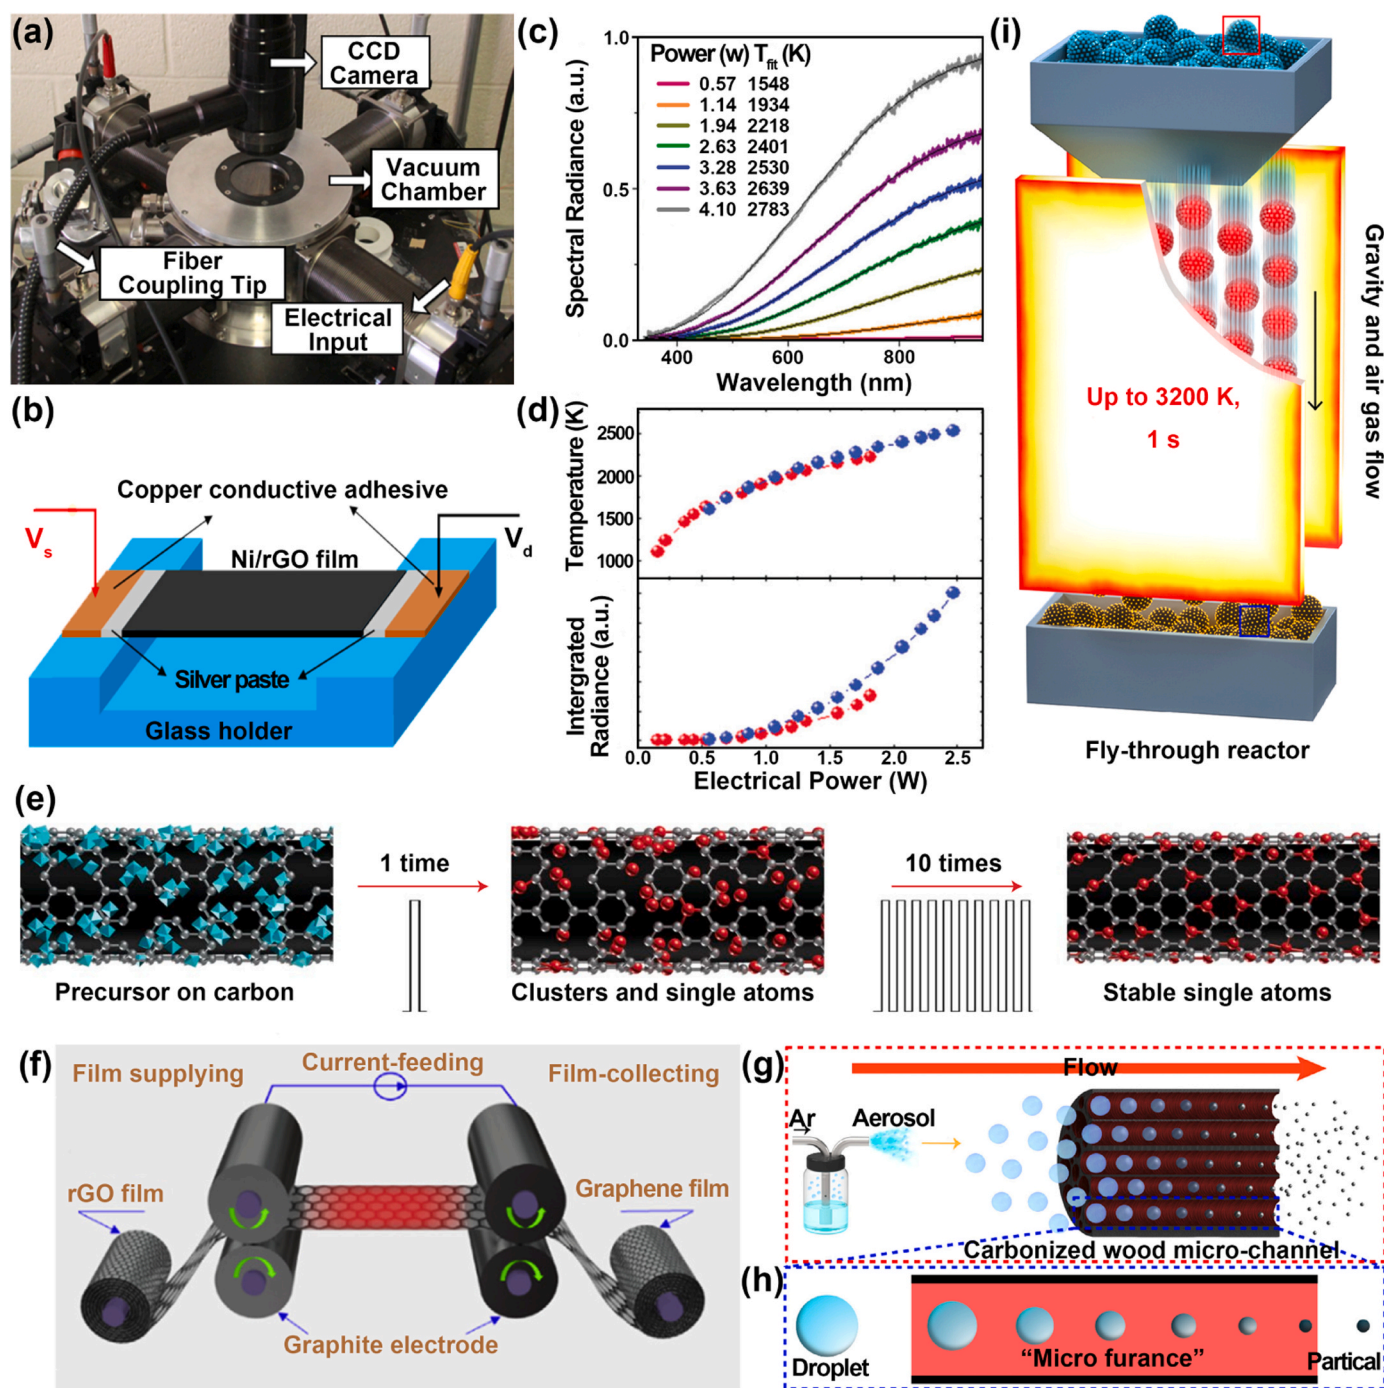 (a)
CCD
Camera
Vacuum
Chamber
Fiber
Coupling Tip
Electrical
Input
(b)
Copper conductive adhesive
Vs
Vd
Ni/rGO film
Silver paste
Glass holder
(c)
Spectral Radiance (a.u.)
1.0
0.5
0.0
Power (w) Tfit (K)
0.57 1548
1.14 1934
1.94 2218
2.63 2401
3.28 2530
3.63 2639
4.10 2783
400 600 800
Wavelength (nm)
(d)
Temperature (K)
2500
2000
1500
1000
Intergrated
Radiance (a.u.)
0.0 0.5 1.0 1.5 2.0 2.5
Electrical Power (W)
(i)
Up to 3200 K,
1 s
Gravity and air gas flow
Fly-through reactor
(e)
1 time
10 times
Precursor on carbon
Clusters and single atoms
Stable single atoms
(f)
Film supplying
Current-feeding
Film-collecting
rGO film
Graphene film
Graphite electrode
(g)
Flow
Ar
Aerosol
Carbonized wood micro-channel
(h)
Droplet
“Micro furance”
Partical